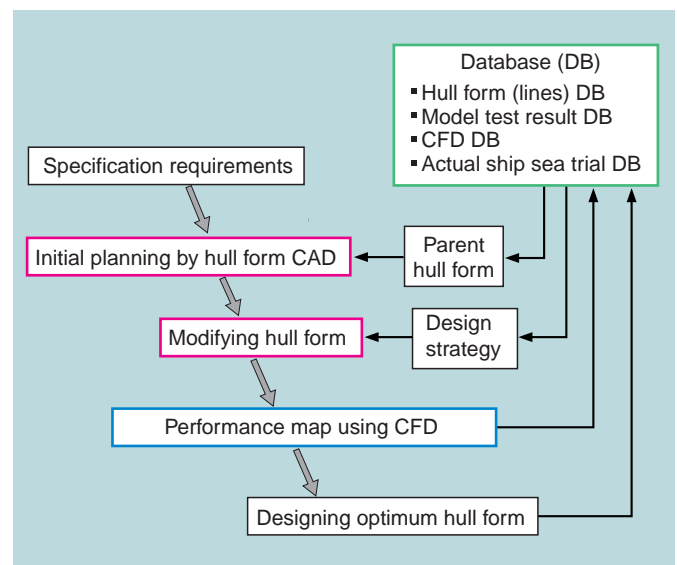 Database (DB)
▪Hull form (lines) DB
▪Model test result DB
▪CFD DB
▪Actual ship sea trial DB
Specification requirements
Initial planning by hull form CAD
Parent
hull form
Modifying hull form
Design
strategy
Performance map using CFD
Designing optimum hull form